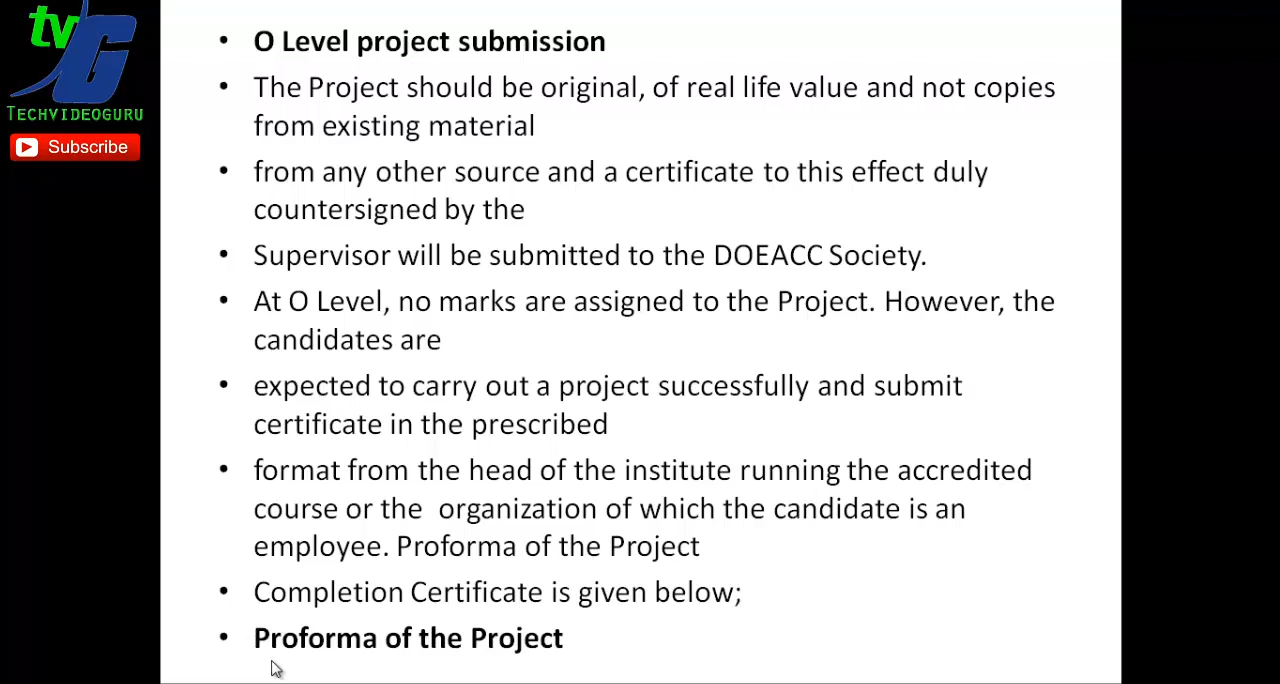 tv
G
TECHVIDEOGURU
Subscribe
• O Level project submission
• The Project should be original, of real life value and not copies
from existing material
• from any other source and a certificate to this effect duly
countersigned by the
• Supervisor will be submitted to the DOEACC Society.
• At O Level, no marks are assigned to the Project. However, the
candidates are
• expected to carry out a project successfully and submit
certificate in the prescribed
• format from the head of the institute running the accredited
course or the organization of which the candidate is an
employee. Proforma of the Project
• Completion Certificate is given below;
• Proforma of the Project